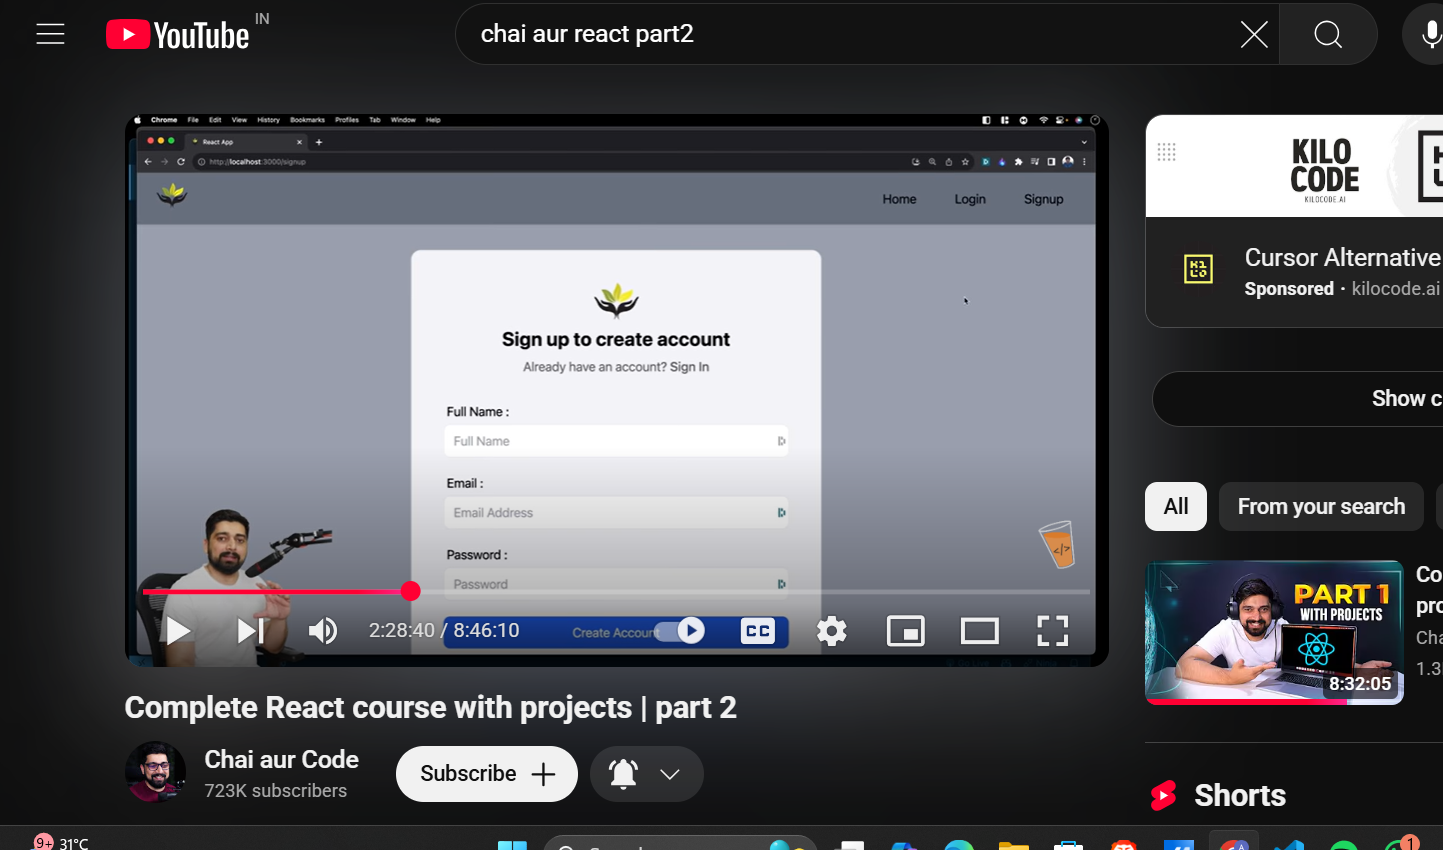 YouTube IN
chai aur react part2
Chrome File Edit View History Bookmarks Profiles Tab Window Help
React App
http://localhost:3000/signup
Home Login Signup
Sign up to create account
Already have an account? Sign In
Full Name :
Full Name
Email :
Email Address
Password :
Password
Create Account
</>
2:28:40 / 8:46:10
CC
Complete React course with projects | part 2
Chai aur Code
723K subscribers
Subscribe
KILO
CODE
KILOCODE.AI
Cursor Alternative
Sponsored · kilocode.ai
Show c
All
From your search
PART 1
WITH PROJECTS
8:32:05
Co
pro
Cha
1.3
Shorts
9+
31°C
1